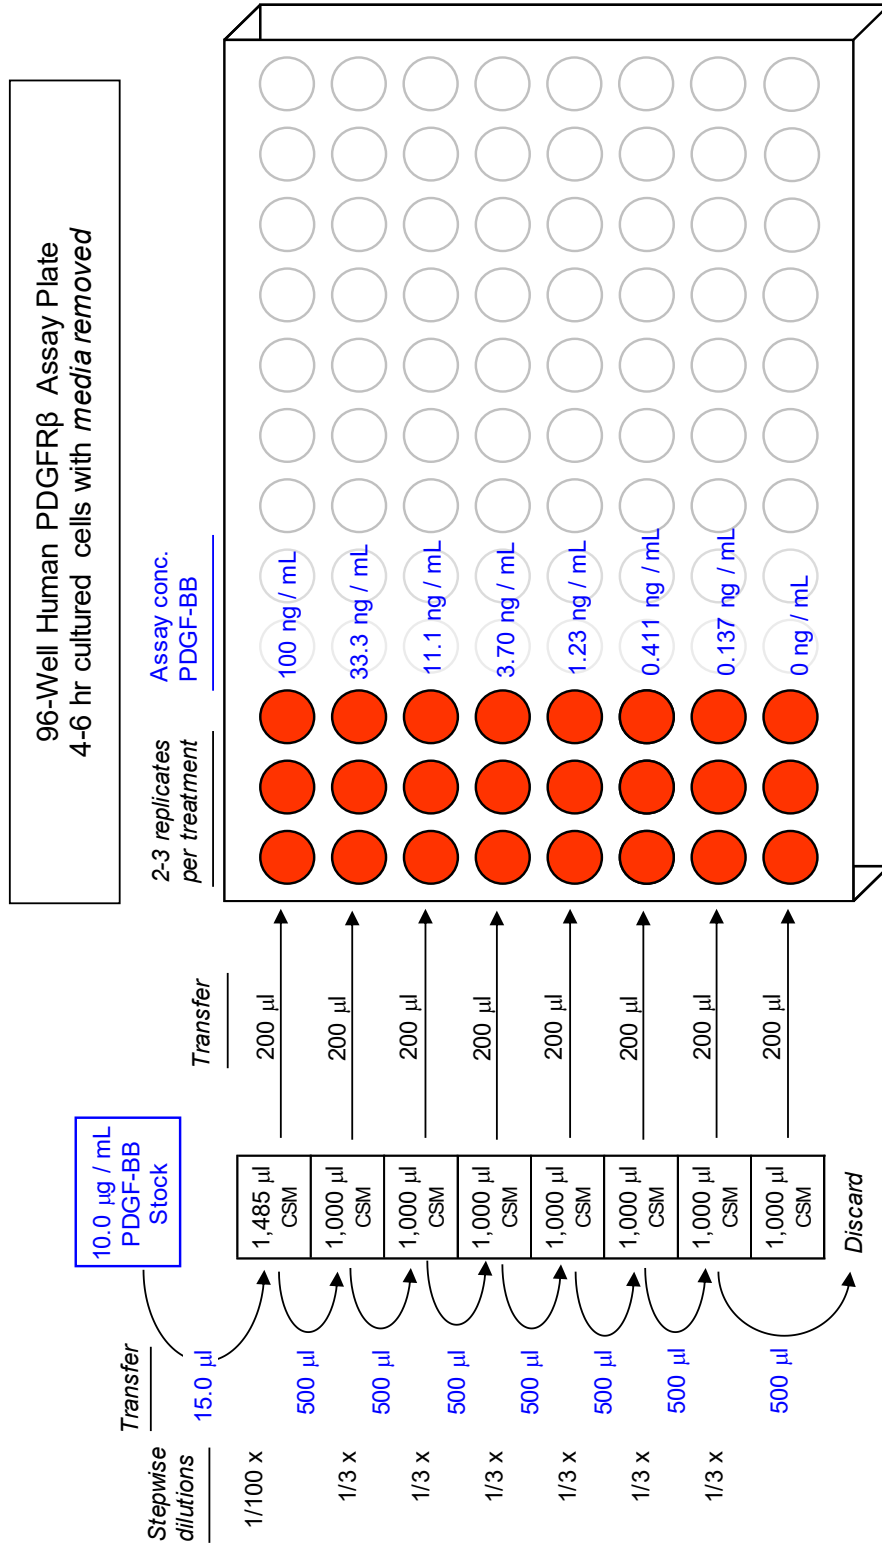 96-Well Human PDGFRβ Assay Plate
4-6 hr cultured cells with media removed
Stepwise
dilutions
Transfer
10.0 µg / mL
PDGF-BB
Stock
Transfer
2-3 replicates
per treatment
Assay conc.
PDGF-BB
15.0 µl
1/100 x
1,485 µl
CSM
200 µl
100 ng / mL
500 µl
1/3 x
1,000 µl
CSM
200 µl
33.3 ng / mL
500 µl
1/3 x
1,000 µl
CSM
200 µl
11.1 ng / mL
500 µl
1/3 x
1,000 µl
CSM
200 µl
3.70 ng / mL
500 µl
1/3 x
1,000 µl
CSM
200 µl
1.23 ng / mL
500 µl
1/3 x
1,000 µl
CSM
200 µl
0.411 ng / mL
500 µl
1/3 x
1,000 µl
CSM
200 µl
0.137 ng / mL
500 µl
1,000 µl
CSM
200 µl
0 ng / mL
Discard